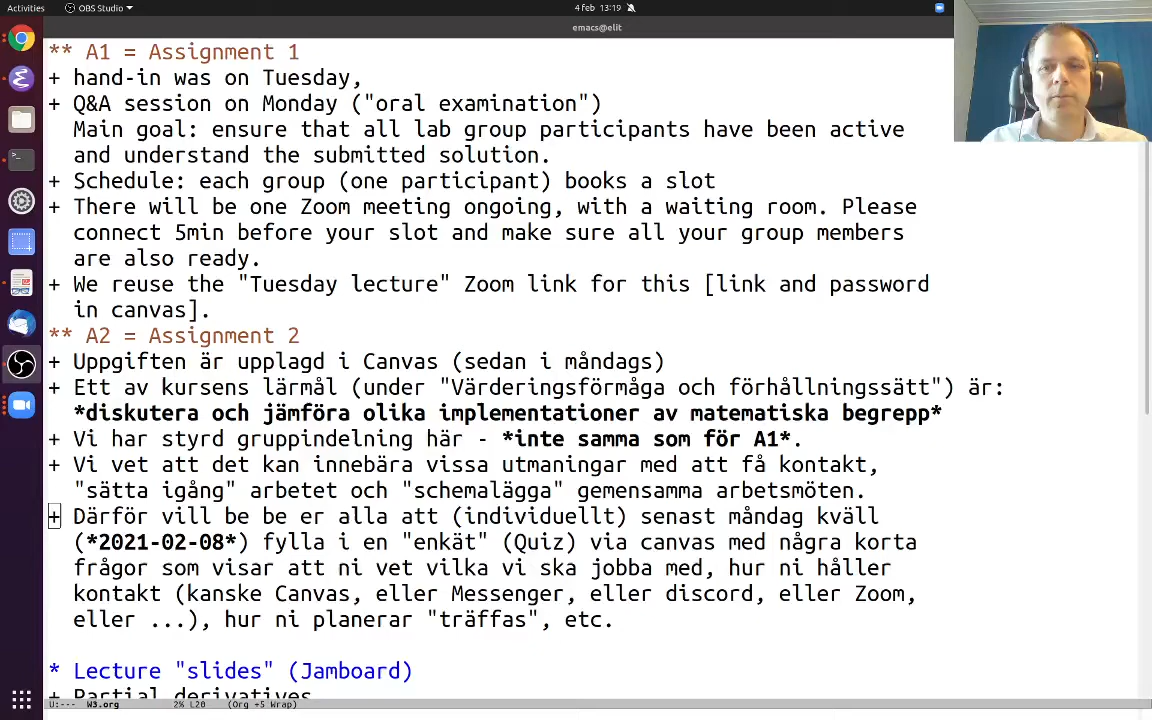 Activities
OBS Studio
4 feb 13:19
emacs@elit
** A1 = Assignment 1
+ hand-in was on Tuesday,
+ Q&A session on Monday ("oral examination")
Main goal: ensure that all lab group participants have been active
and understand the submitted solution.
+ Schedule: each group (one participant) books a slot
+ There will be one Zoom meeting ongoing, with a waiting room. Please
connect 5min before your slot and make sure all your group members
are also ready.
+ We reuse the "Tuesday lecture" Zoom link for this [link and password
in canvas].
** A2 = Assignment 2
+ Uppgiften är upplagd i Canvas (sedan i måndags)
+ Ett av kursens lärmål (under "Värderingsförmåga och förhållningssätt") är:
*diskutera och jämföra olika implementationer av matematiska begrepp*
+ Vi har styrd gruppindelning här - *inte samma som för A1*.
+ Vi vet att det kan innebära vissa utmaningar med att få kontakt,
"sätta igång" arbetet och "schemalägga" gemensamma arbetsmöten.
+ Därför vill be be er alla att (individuellt) senast måndag kväll
(*2021-02-08*) fylla i en "enkät" (Quiz) via canvas med några korta
frågor som visar att ni vet vilka vi ska jobba med, hur ni håller
kontakt (kanske Canvas, eller Messenger, eller discord, eller Zoom,
eller ...), hur ni planerar "träffas", etc.
* Lecture "slides" (Jamboard)
+ Partial derivatives
U:--- W3.org 2% L20 (Org +5 Wrap)